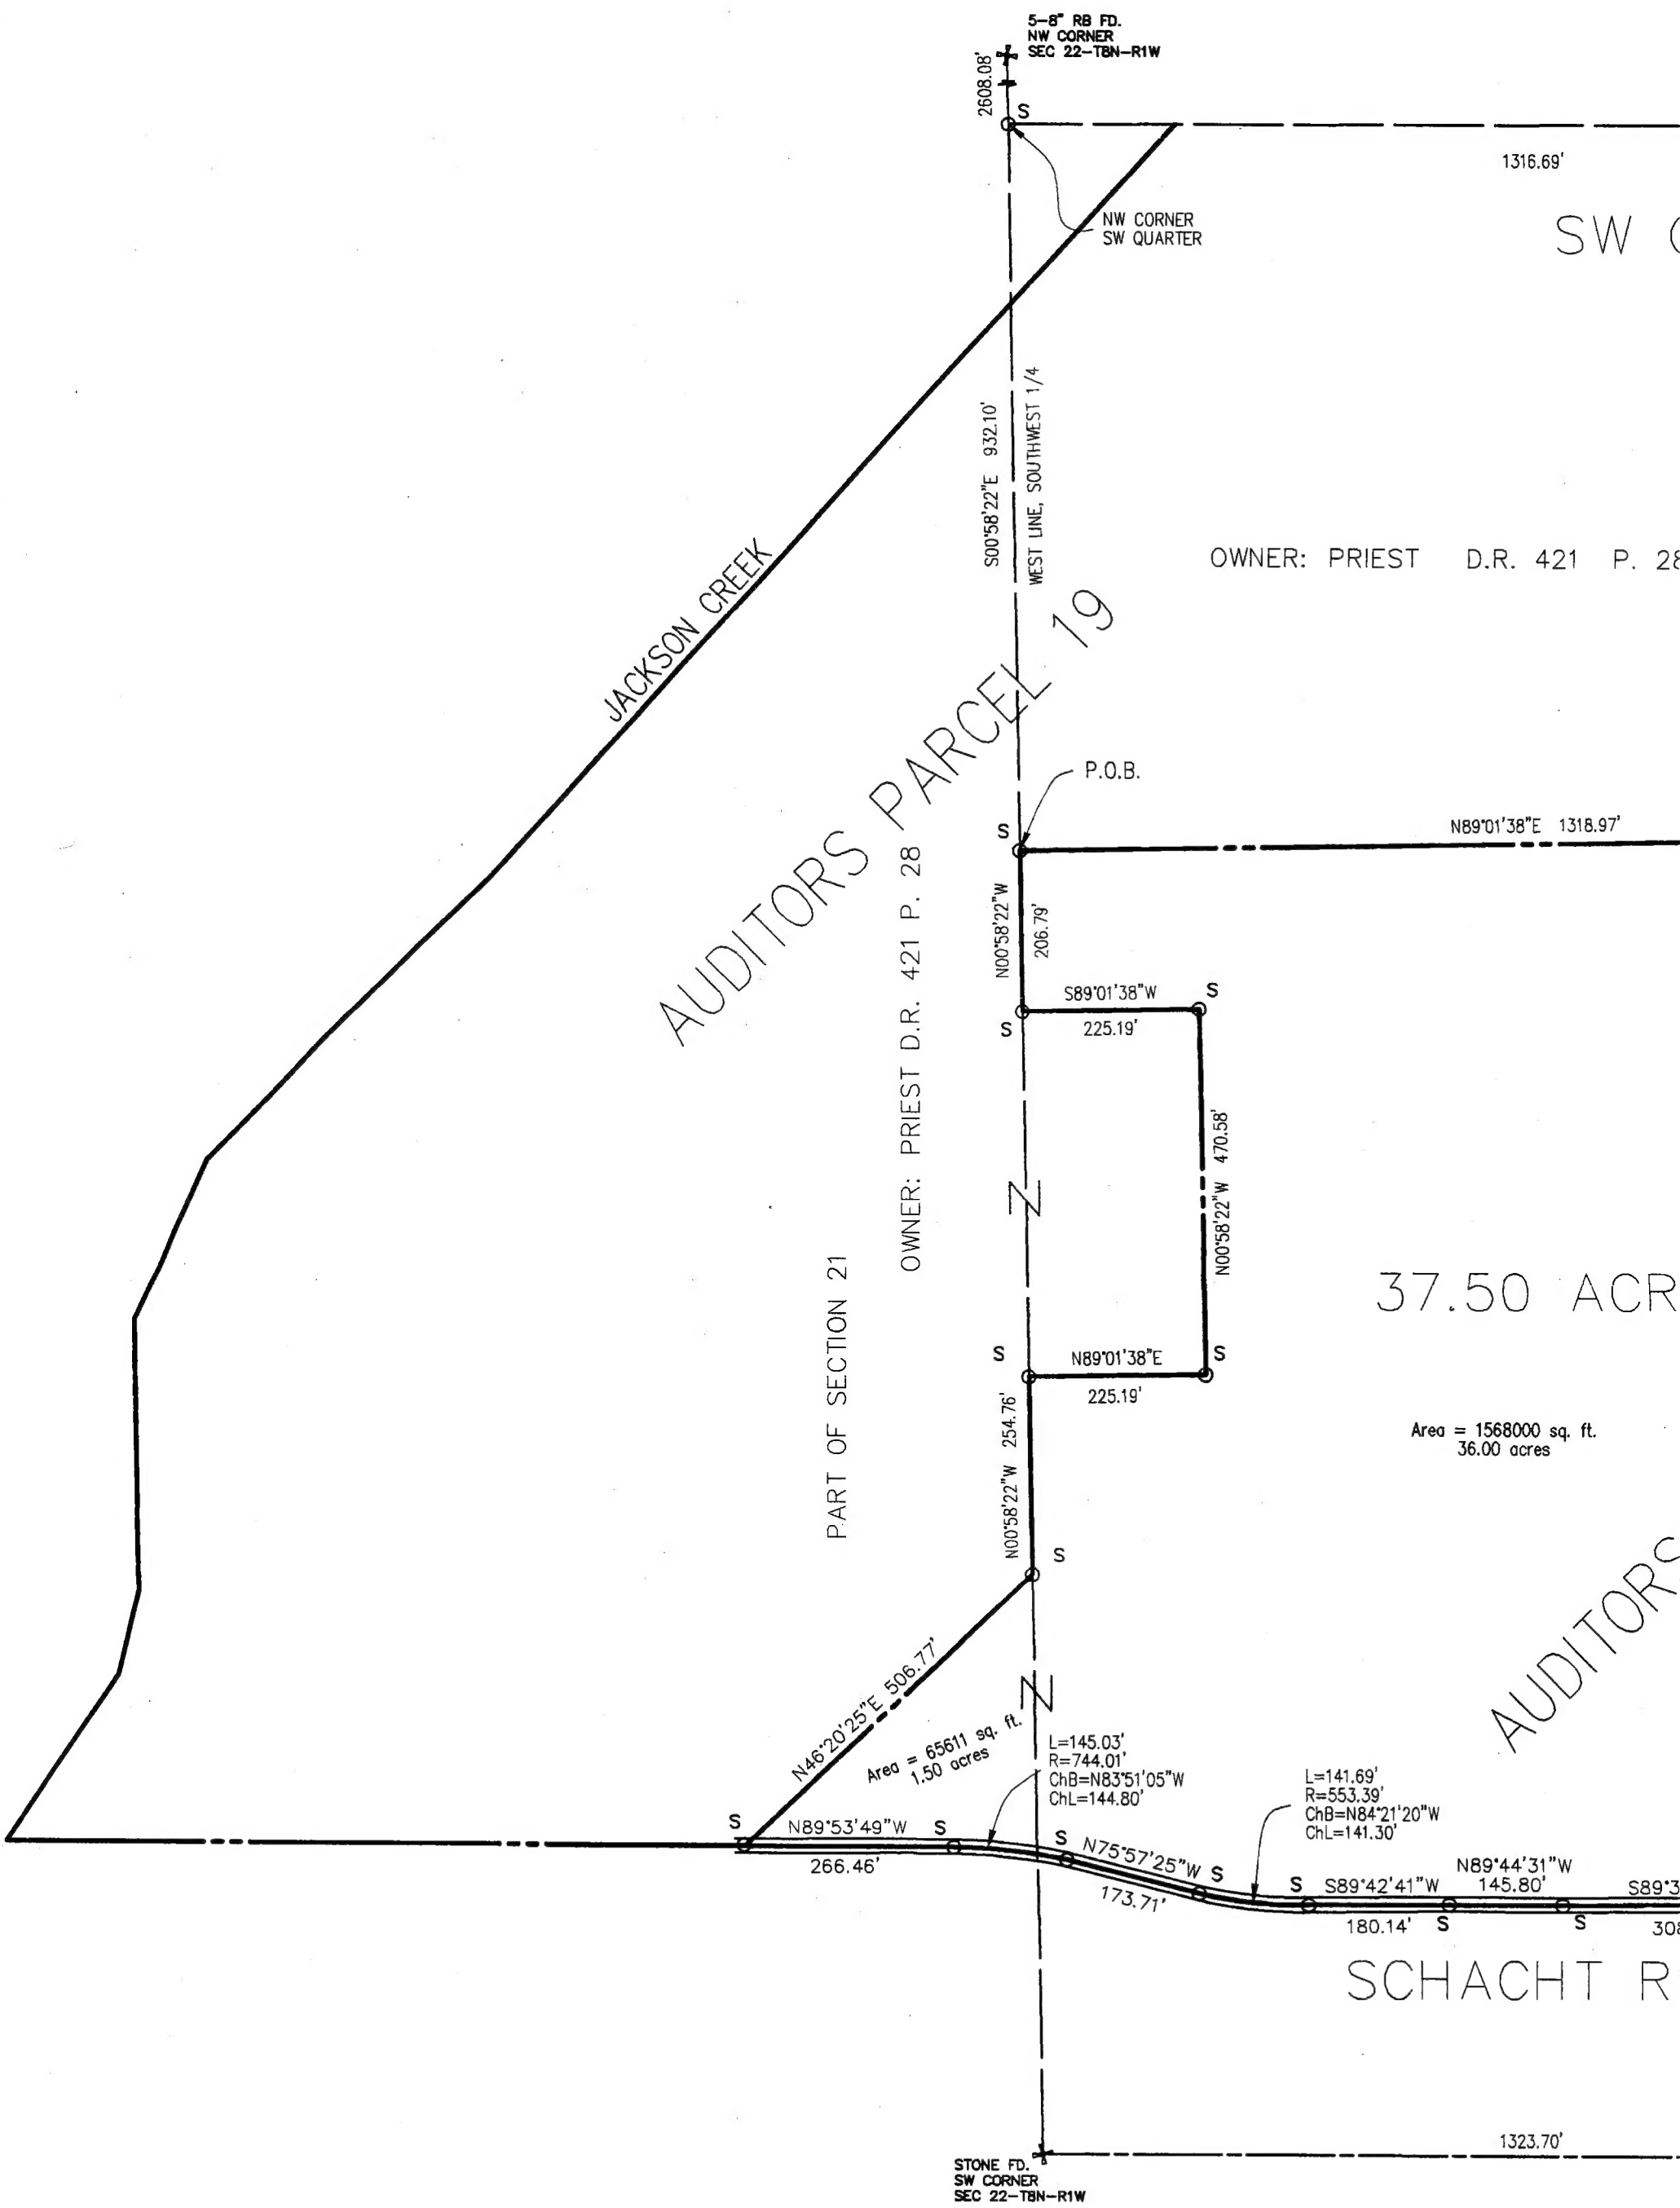 5-8" RB FD.
NW CORNER
SEC 22-T8N-R1W
2608.08'
S
1316.69'
NW CORNER
SW QUARTER
SW
S00°58'22"E 932.10'
WEST LINE, SOUTHWEST 1/4
OWNER: PRIEST D.R. 421 P. 28
JACKSON CREEK
AUDITORS PARCEL 19
P.O.B.
S
N89°01'38"E 1318.97'
OWNER: PRIEST D.R. 421 P. 28
N00°58'22"W
206.79'
S89°01'38"W
S
S
225.19'
N00°58'22"W 470.58'
Z
PART OF SECTION 21
37.50 ACR
S
N89°01'38"E
S
225.19'
N00°58'22"W 254.76'
Area = 1568000 sq. ft.
36.00 acres
S
AUDITORS
N46°20'25"E 506.77'
Z
Area = 65611 sq. ft.
1.50 acres
L=145.03'
R=744.01'
ChB=N83°51'05"W
ChL=144.80'
L=141.69'
R=553.39'
ChB=N84°21'20"W
ChL=141.30'
S
N89°53'49"W
S
S
266.46'
N75°57'25"W
S
173.71'
S
S89°42'41"W
180.14'
S
N89°44'31"W
145.80'
S
S89°3
308
SCHACHT R
1323.70'
STONE FD.
SW CORNER
SEC 22-T8N-R1W